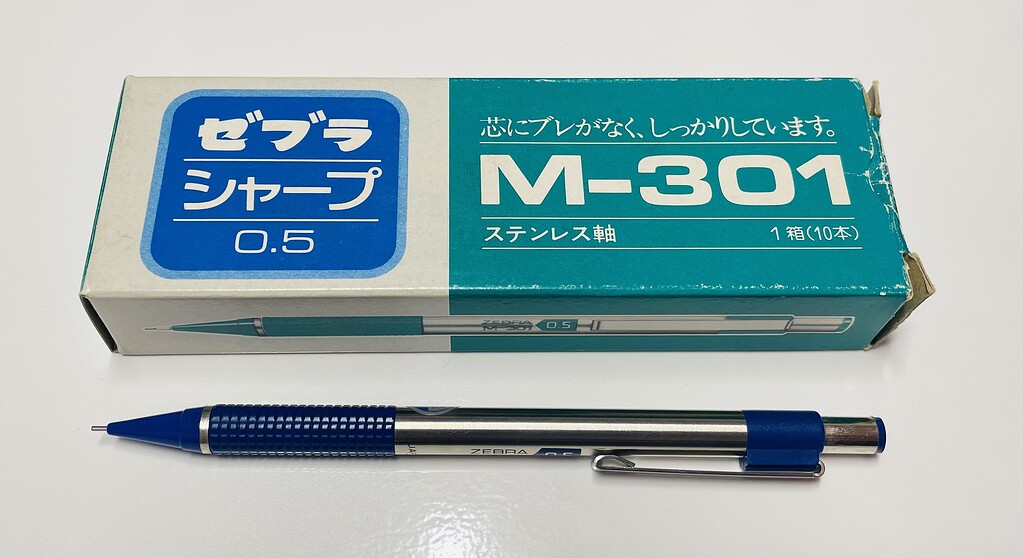 ゼブラ
シャープ
0.5
芯にブレがなく、しっかりしています。
M-301
ステンレス軸
1箱(10本)
ZEBRA
M-301
0.5
ZEBRA